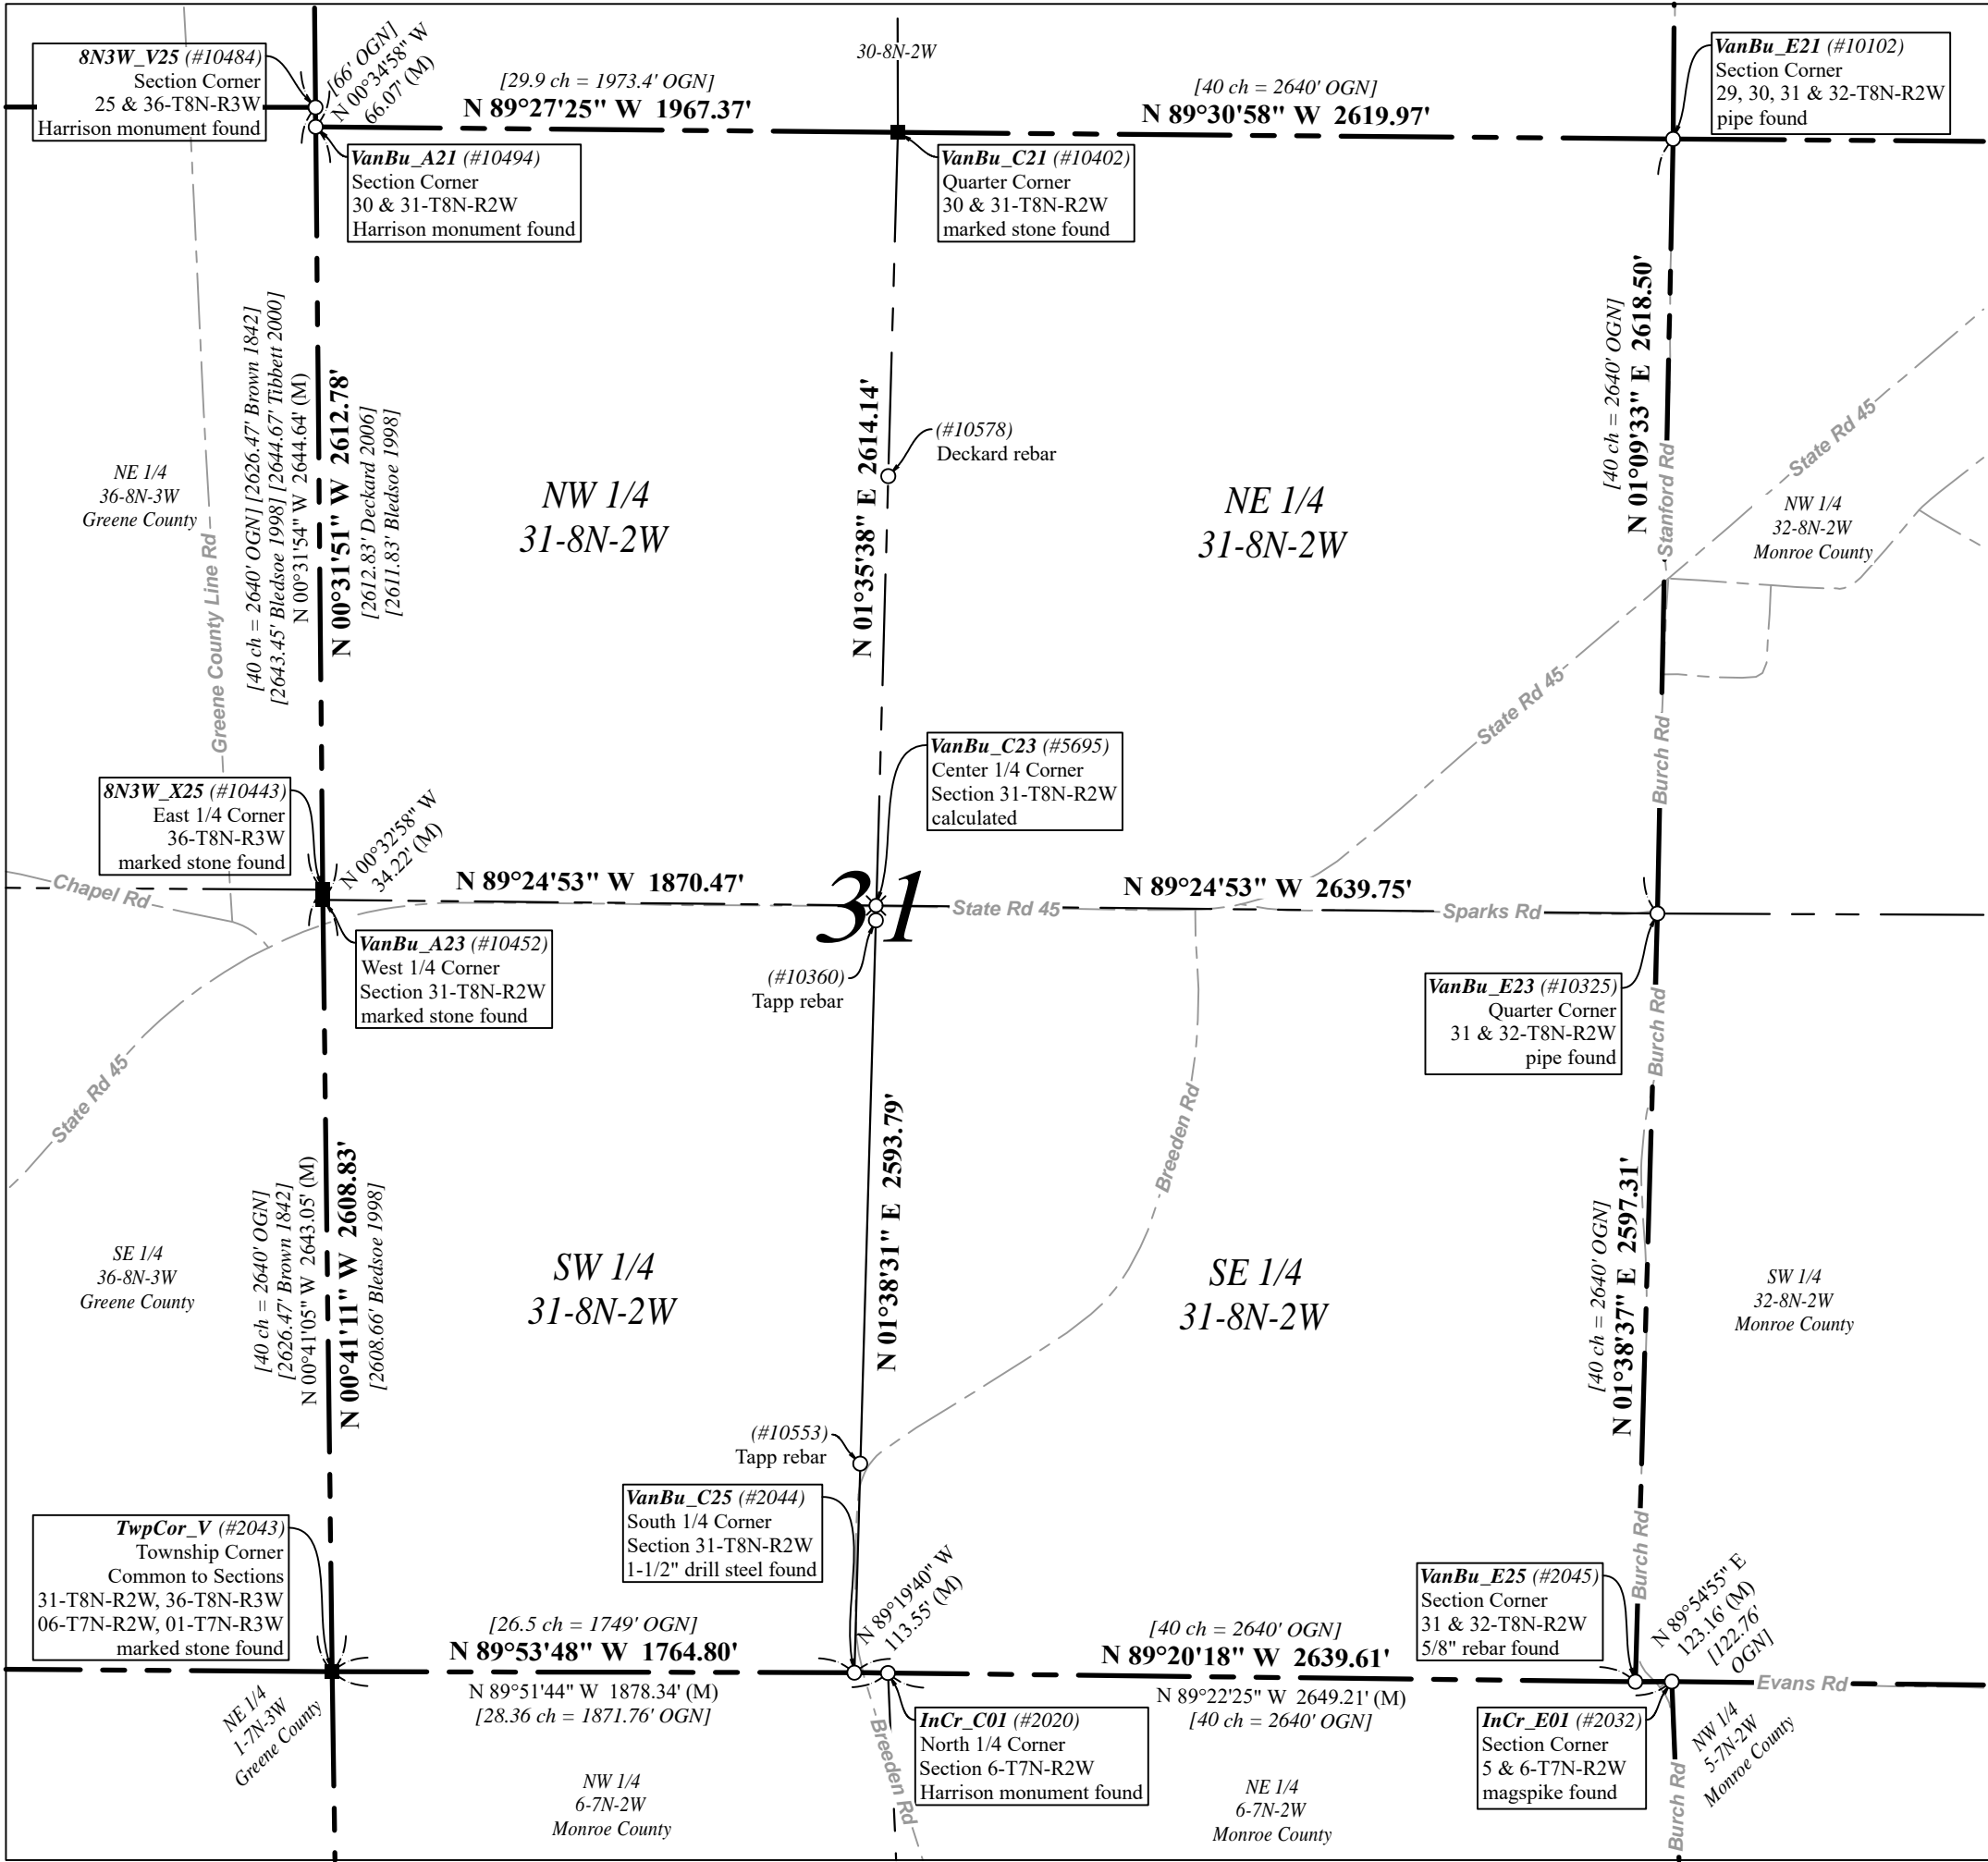 8N3W_V25 (#10484)
Section Corner
25 & 36-T8N-R3W
Harrison monument found
[66' OGN]
N 00°34'58" W
66.07' (M)
[29.9 ch = 1973.4' OGN]
N 89°27'25" W 1967.37'
30-8N-2W
[40 ch = 2640' OGN]
N 89°30'58" W 2619.97'
VanBu_E21 (#10102)
Section Corner
29, 30, 31 & 32-T8N-R2W
pipe found
VanBu_A21 (#10494)
Section Corner
30 & 31-T8N-R2W
Harrison monument found
VanBu_C21 (#10402)
Quarter Corner
30 & 31-T8N-R2W
marked stone found
NE 1/4
36-8N-3W
Greene County
Greene County Line Rd
[40 ch = 2640' OGN] [2626.47' Brown 1842]
[2643.45' Bledsoe 1998] [2644.67' Tibbett 2000]
N 00°31'54" W 2644.64' (M)
N 00°31'51" W 2612.78'
[2612.83' Deckard 2006]
[2611.83' Bledsoe 1998]
NW 1/4
31-8N-2W
N 01°35'38" E 2614.14'
(#10578)
Deckard rebar
NE 1/4
31-8N-2W
[40 ch = 2640' OGN]
N 01°09'33" E 2618.50'
Stanford Rd
State Rd 45
NW 1/4
32-8N-2W
Monroe County
State Rd 45
Burch Rd
8N3W_X25 (#10443)
East 1/4 Corner
36-T8N-R3W
marked stone found
VanBu_C23 (#5695)
Center 1/4 Corner
Section 31-T8N-R2W
calculated
Chapel Rd
N 00°32'58" W
34.22' (M)
N 89°24'53" W 1870.47'
31
State Rd 45
N 89°24'53" W 2639.75'
Sparks Rd
VanBu_A23 (#10452)
West 1/4 Corner
Section 31-T8N-R2W
marked stone found
(#10360)
Tapp rebar
VanBu_E23 (#10325)
Quarter Corner
31 & 32-T8N-R2W
pipe found
Burch Rd
State Rd 45
Breeden Rd
SE 1/4
36-8N-3W
Greene County
[40 ch = 2640' OGN]
[2626.47' Brown 1842]
N 00°41'05" W 2643.05' (M)
N 00°41'11" W 2608.83'
[2608.66' Bledsoe 1998]
SW 1/4
31-8N-2W
N 01°38'31" E 2593.79'
SE 1/4
31-8N-2W
[40 ch = 2640' OGN]
N 01°38'37" E 2597.31'
SW 1/4
32-8N-2W
Monroe County
(#10553)
Tapp rebar
VanBu_C25 (#2044)
South 1/4 Corner
Section 31-T8N-R2W
1-1/2" drill steel found
TwpCor_V (#2043)
Township Corner
Common to Sections
31-T8N-R2W, 36-T8N-R3W
06-T7N-R2W, 01-T7N-R3W
marked stone found
Burch Rd
VanBu_E25 (#2045)
Section Corner
31 & 32-T8N-R2W
5/8" rebar found
N 89°54'55" E
123.16' (M)
[122.76'
OGN]
[26.5 ch = 1749' OGN]
N 89°53'48" W 1764.80'
N 89°51'44" W 1878.34' (M)
[28.36 ch = 1871.76' OGN]
N 89°19'40" W
113.55' (M)
[40 ch = 2640' OGN]
N 89°20'18" W 2639.61'
N 89°22'25" W 2649.21' (M)
[40 ch = 2640' OGN]
Evans Rd
NE 1/4
1-7N-3W
Greene County
NW 1/4
6-7N-2W
Monroe County
Breeden Rd
InCr_C01 (#2020)
North 1/4 Corner
Section 6-T7N-R2W
Harrison monument found
NE 1/4
6-7N-2W
Monroe County
InCr_E01 (#2032)
Section Corner
5 & 6-T7N-R2W
magspike found
Burch Rd
NW 1/4
5-7N-2W
Monroe County